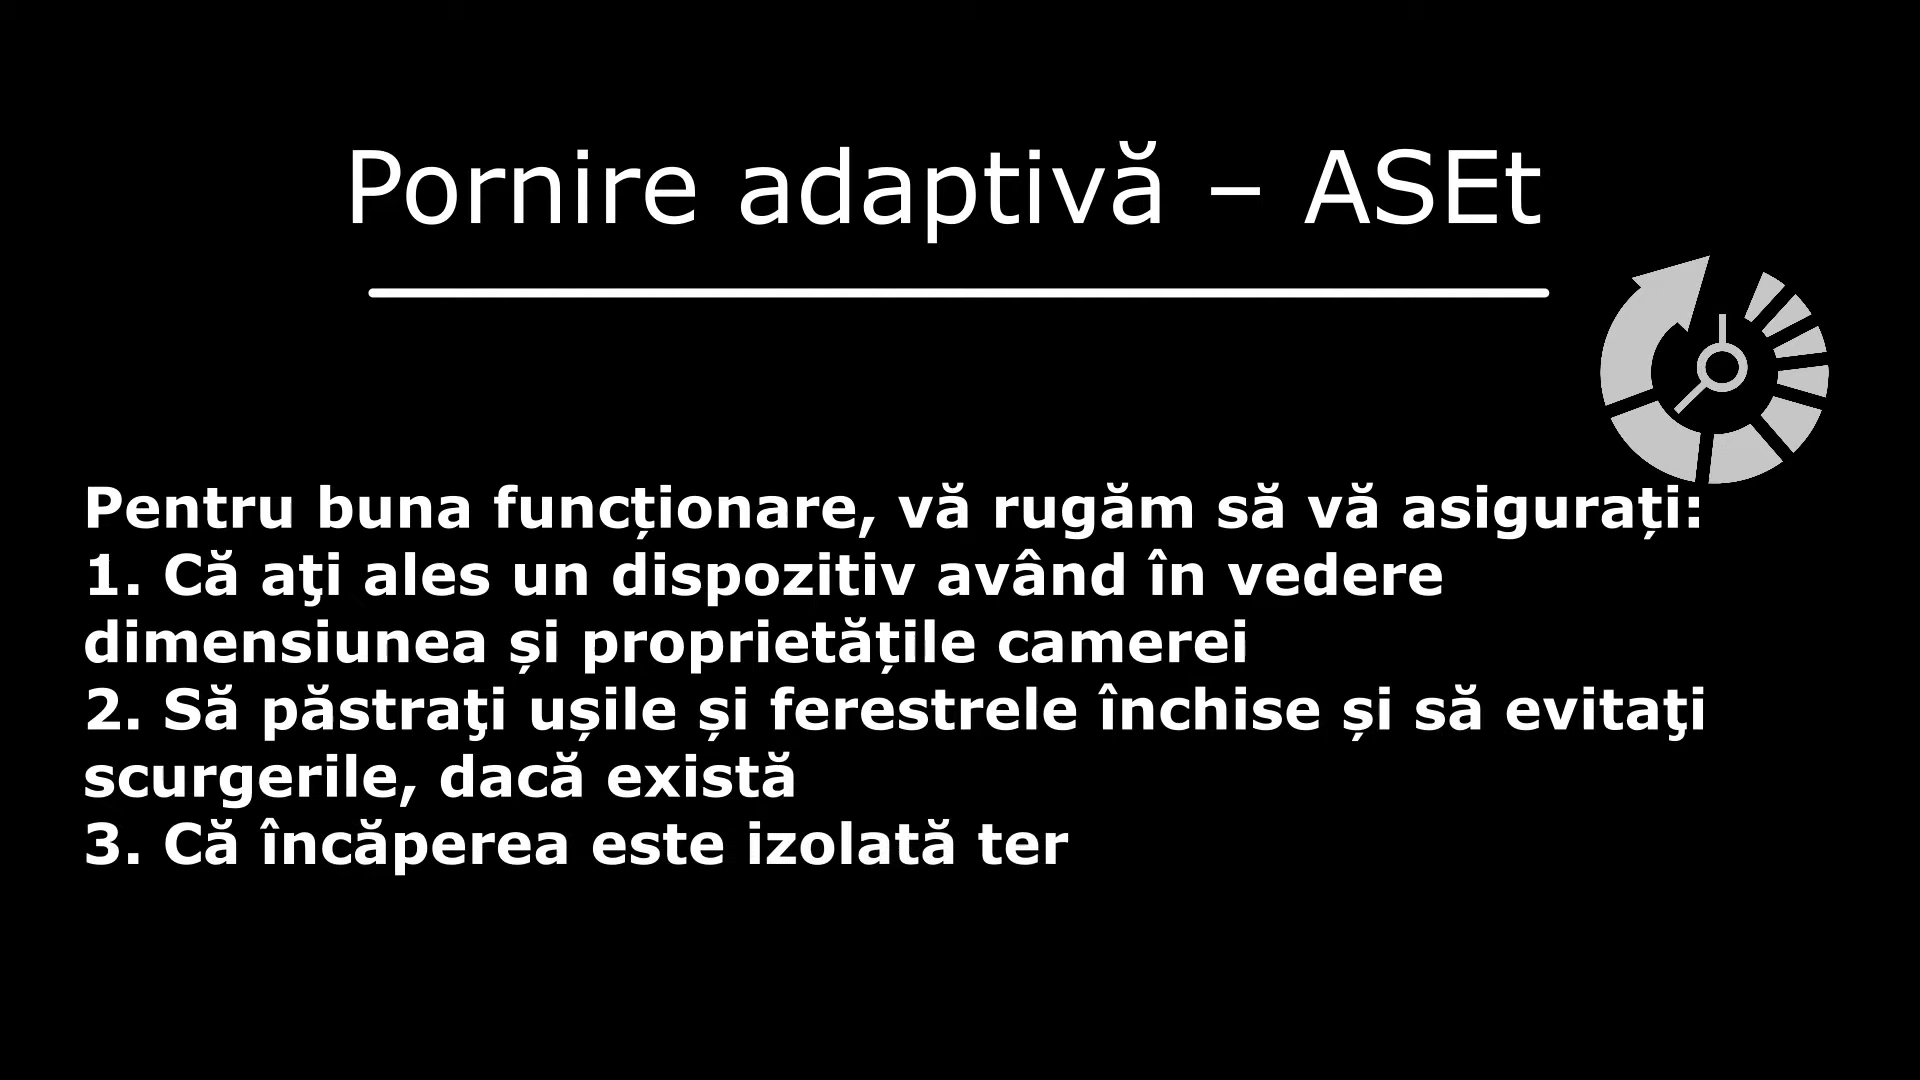 Pornire adaptivă – ASEt
Pentru buna funcționare, vă rugăm să vă asigurați:
1. Că aţi ales un dispozitiv având în vedere
dimensiunea și proprietățile camerei
2. Să păstraţi ușile și ferestrele închise și să evitaţi
scurgerile, dacă există
3. Că încăperea este izolată ter